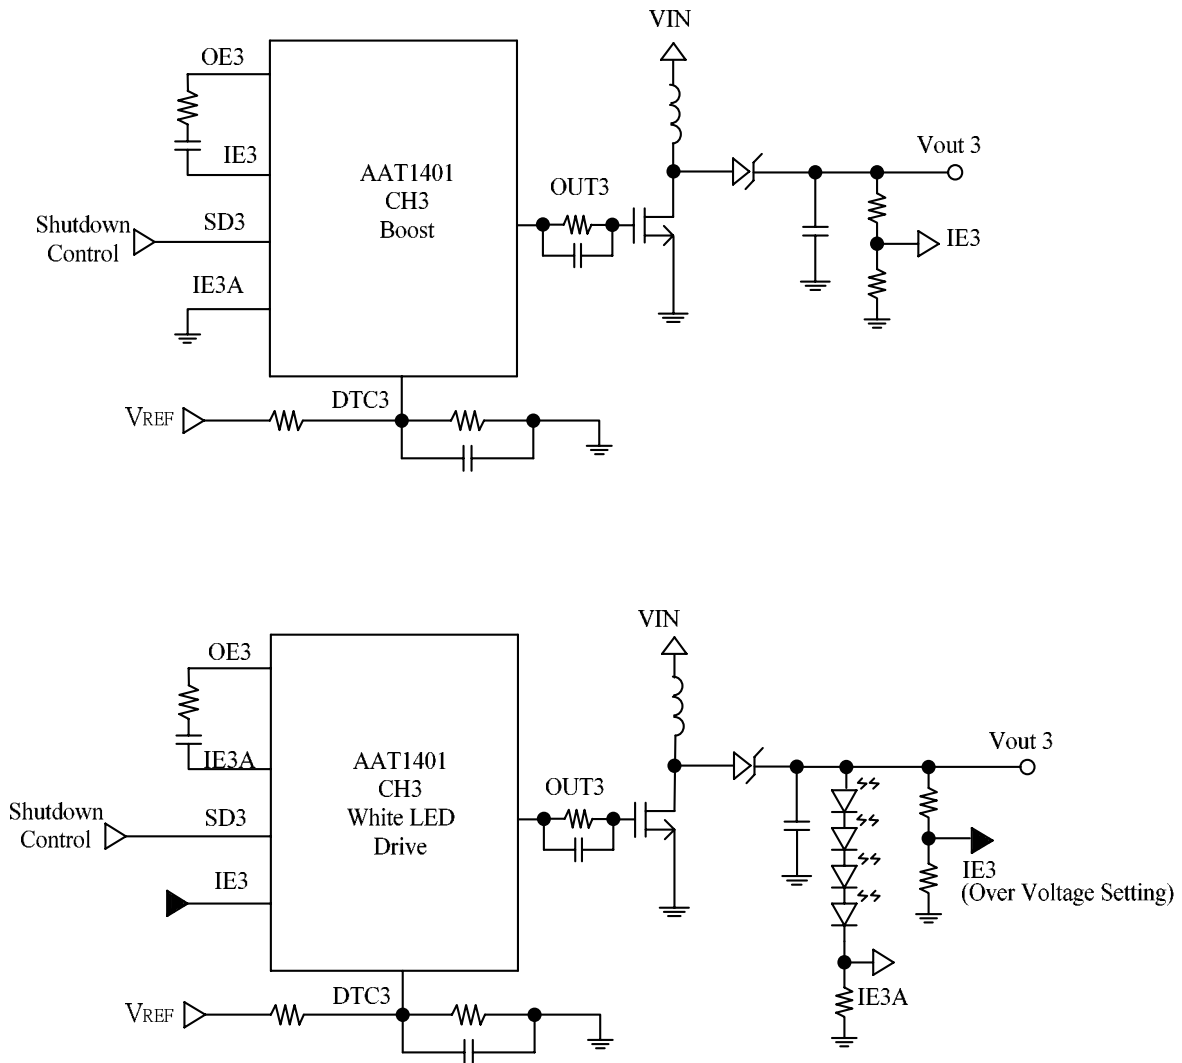 VIN
OE3
IE3
AAT1401
CH3
Boost
Vout 3
OUT3
Shutdown
Control
SD3
IE3
IE3A
DTC3
VREF
VIN
OE3
IE3A
AAT1401
CH3
White LED
Drive
Vout 3
OUT3
Shutdown
Control
SD3
IE3
IE3
(Over Voltage Setting)
IE3A
DTC3
VREF